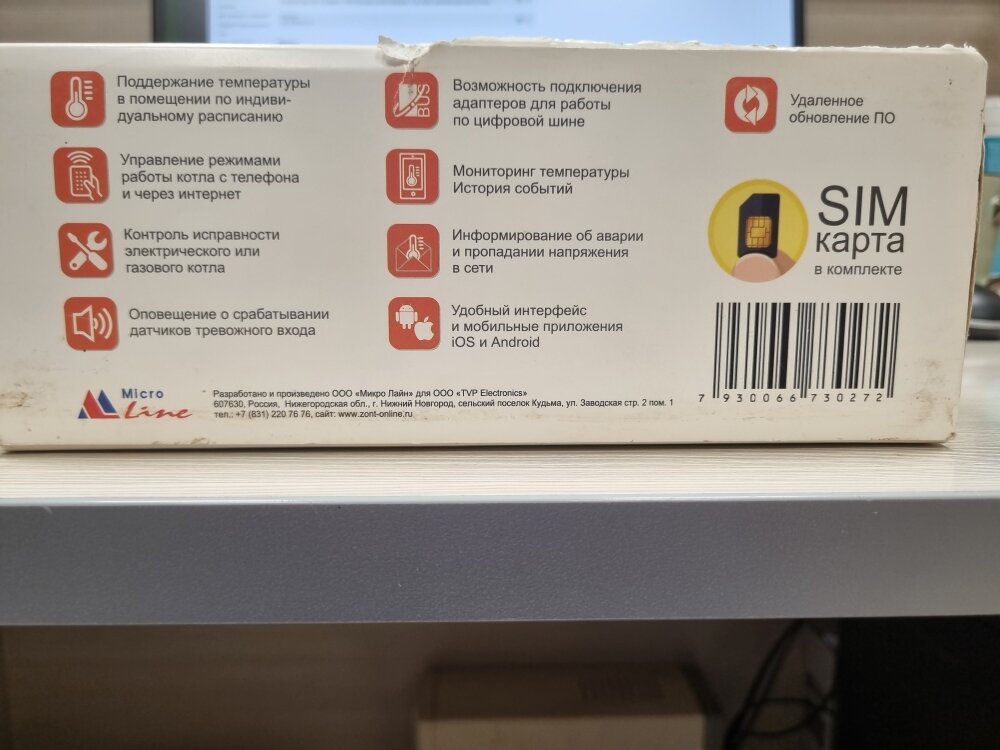 Поддержание температуры
в помещении по индиви-
дуальному расписанию
Управление режимами
работы котла с телефона
и через интернет
Контроль исправности
электрического или
газового котла
Оповещение о срабатывании
датчиков тревожного входа
BUS
Возможность подключения
адаптеров для работы
по цифровой шине
Мониторинг температуры
История событий
Информирование об аварии
и пропадании напряжения
в сети
Удобный интерфейс
и мобильные приложения
iOS и Android
Удаленное
обновление ПО
SIM
карта
в комплекте
7 930066 730272
Micro
Line
Разработано и произведено ООО «Микро Лайн» для ООО «TVP Electronics»
607630, Россия, Нижегородская обл., г. Нижний Новгород, сельский поселок Кудьма, ул. Заводская стр. 2 пом. 1
тел.: +7 (831) 220 76 76, сайт: www.zont-online.ru